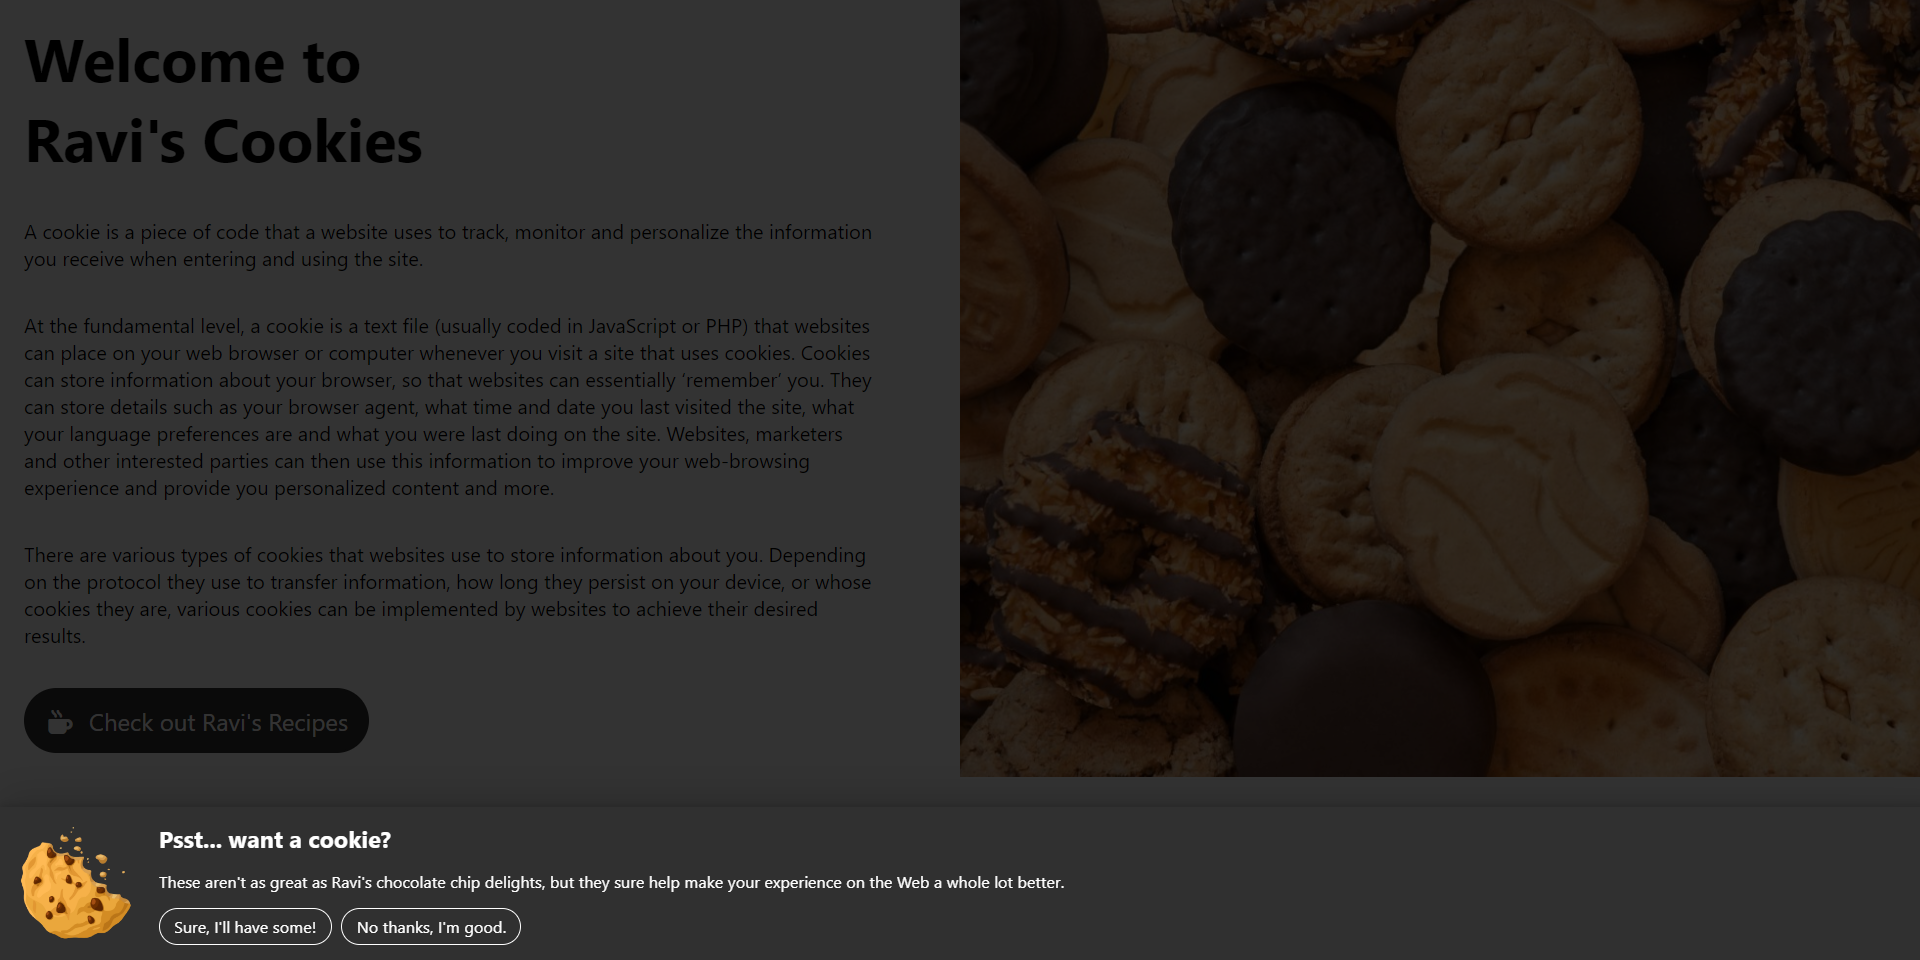 Welcome to
Ravi's Cookies
A cookie is a piece of code that a website uses to track, monitor and personalize the information
you receive when entering and using the site.
At the fundamental level, a cookie is a text file (usually coded in JavaScript or PHP) that websites
can place on your web browser or computer whenever you visit a site that uses cookies. Cookies
can store information about your browser, so that websites can essentially ‘remember’ you. They
can store details such as your browser agent, what time and date you last visited the site, what
your language preferences are and what you were last doing on the site. Websites, marketers
and other interested parties can then use this information to improve your web-browsing
experience and provide you personalized content and more.
There are various types of cookies that websites use to store information about you. Depending
on the protocol they use to transfer information, how long they persist on your device, or whose
cookies they are, various cookies can be implemented by websites to achieve their desired
results.
Check out Ravi's Recipes
Psst... want a cookie?
These aren't as great as Ravi's chocolate chip delights, but they sure help make your experience on the Web a whole lot better.
Sure, I'll have some!
No thanks, I'm good.